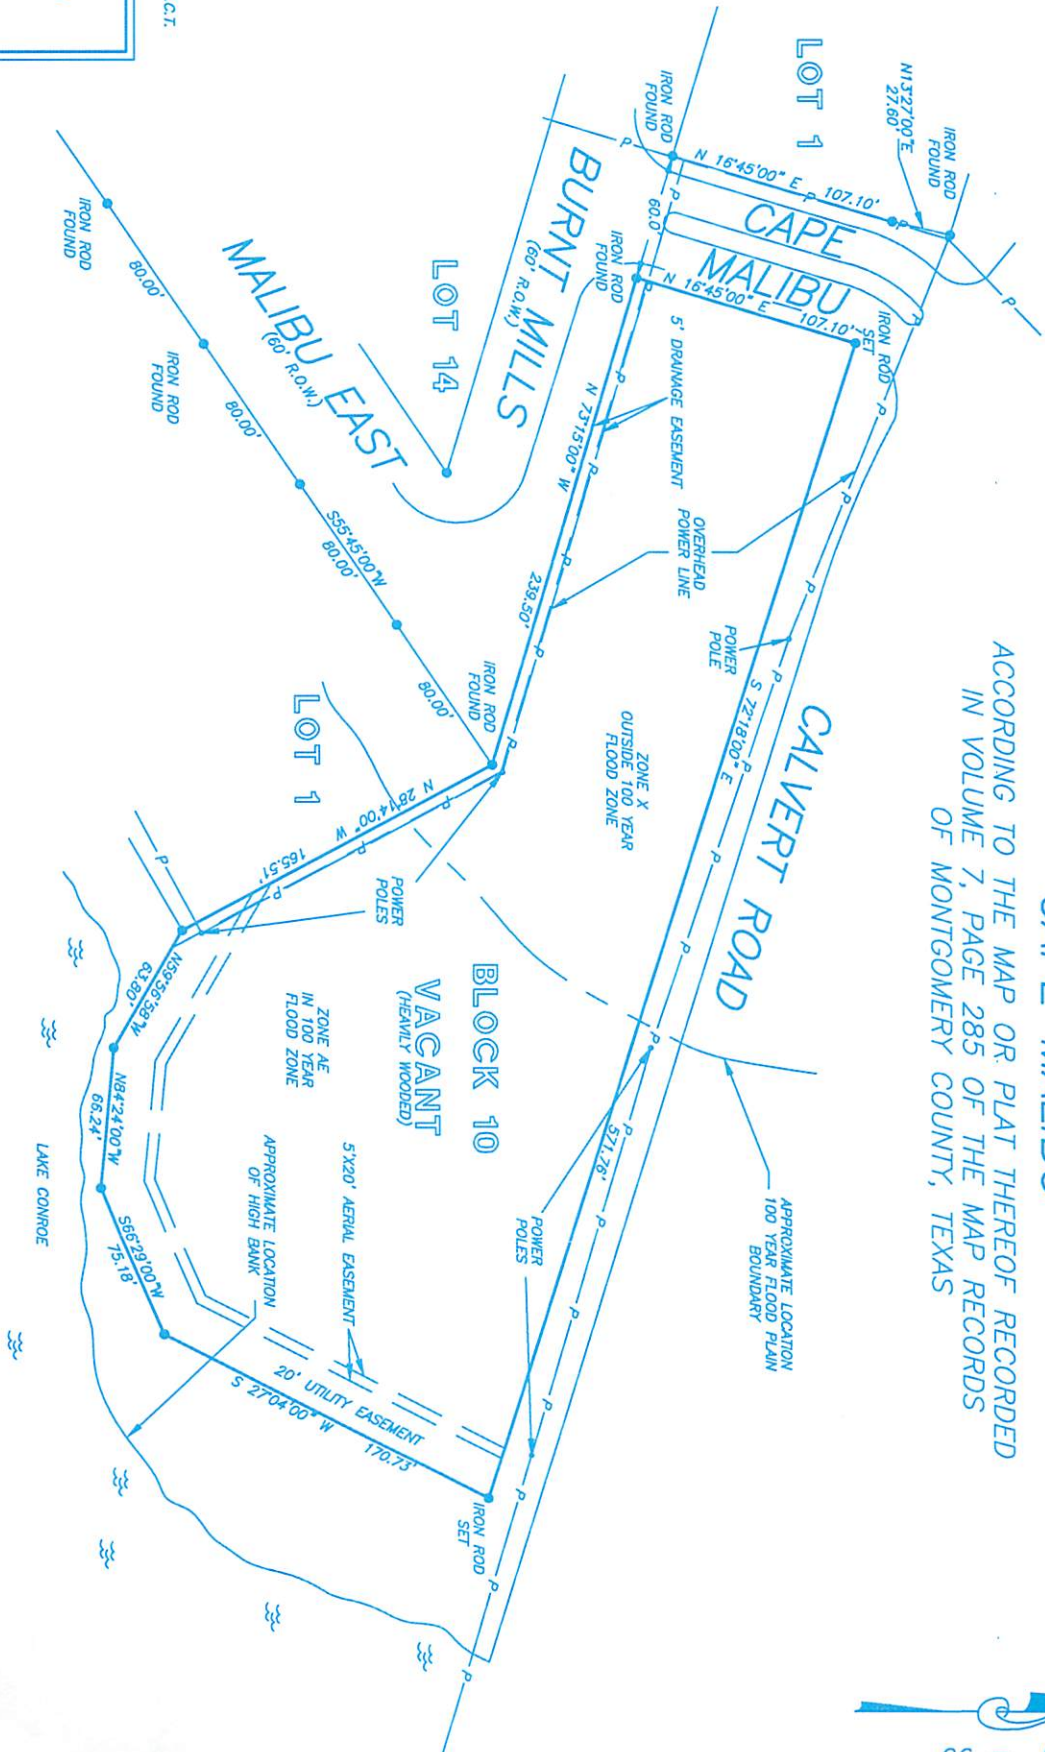 ACCORDING TO THE MAP OR PLAT THEREOF RECORDED
IN VOLUME 7, PAGE 285 OF THE MAP RECORDS
OF MONTGOMERY COUNTY, TEXAS
C.T.
LOT 1
N13°27'00"E
27.60'
IRON ROD
FOUND
IRON ROD
FOUND
N 16°45'00" E 107.10'
CAPE
MALIBU
60.0'
N 16°45'00" E 107.10'
IRON ROD
SET
IRON ROD
FOUND
BURNT MILLS
(60' R.O.W.)
LOT 14
MALIBU EAST
(60' R.O.W.)
IRON ROD
FOUND
80.00'
IRON ROD
FOUND
80.00'
S55°45'00"W
80.00'
80.00'
5' DRAINAGE EASEMENT
N 73°15'00" W
239.50'
OVERHEAD
POWER LINE
POWER
POLE
CALVERT ROAD
S 72°18'00" E
571.76'
ZONE X
OUTSIDE 100 YEAR
FLOOD ZONE
IRON ROD
FOUND
LOT 1
N 28°14'00" W
165.51'
POWER
POLES
BLOCK 10
VACANT
(HEAVILY WOODED)
ZONE AE
IN 100 YEAR
FLOOD ZONE
N59°56'58"W
63.80'
N84°24'00"W
66.24'
S66°29'00"W
75.18'
LAKE CONROE
APPROXIMATE LOCATION
OF HIGH BANK
5'X20' AERIAL EASEMENT
20' UTILITY EASEMENT
S 27°04'00" W 170.73'
POWER
POLES
APPROXIMATE LOCATION
100 YEAR FLOOD PLAIN
BOUNDARY
IRON ROD
SET